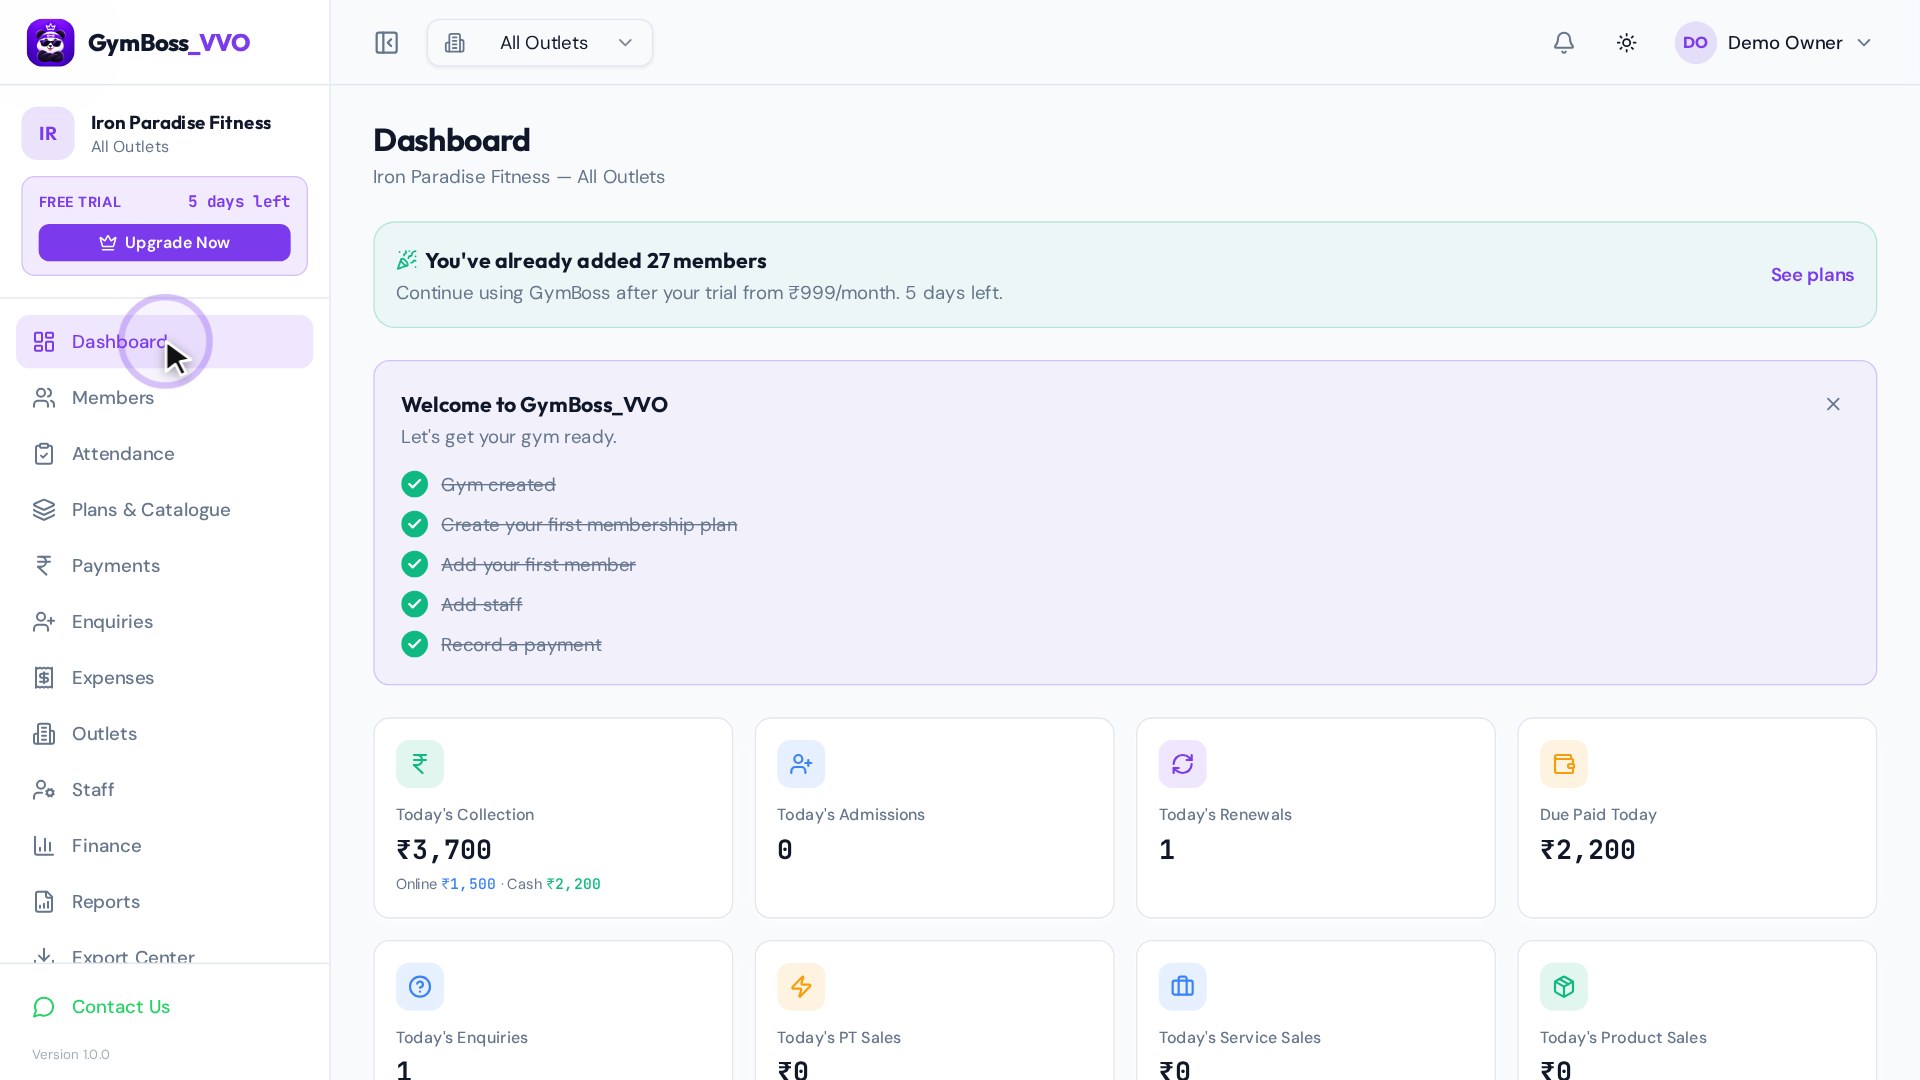 GymBoss_VVO
All Outlets
DO
Demo Owner
IR
Iron Paradise Fitness
All Outlets
FREE TRIAL
5 days left
Upgrade Now
Dashboard
Members
Attendance
Plans & Catalogue
Payments
Enquiries
Expenses
Outlets
Staff
Finance
Reports
Export Center
Contact Us
Version 1.0.0
Dashboard
Iron Paradise Fitness — All Outlets
You've already added 27 members
Continue using GymBoss after your trial from ₹999/month. 5 days left.
See plans
Welcome to GymBoss_VVO
Let's get your gym ready.
Gym created
Create your first membership plan
Add your first member
Add staff
Record a payment
Today's Collection
₹3,700
Online ₹1,500 · Cash ₹2,200
Today's Admissions
0
Today's Renewals
1
Due Paid Today
₹2,200
Today's Enquiries
1
Today's PT Sales
₹0
Today's Service Sales
₹0
Today's Product Sales
₹0